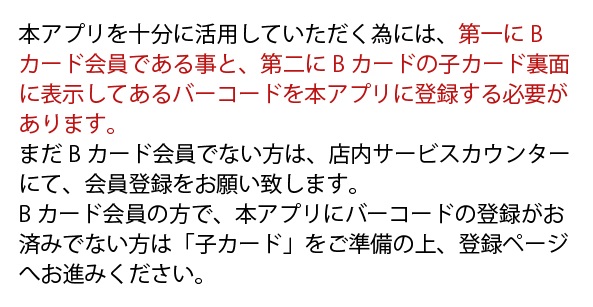 本アプリを十分に活用していただく為には、第一にB
カード会員である事と、第二にBカードの子カード裏面
に表示してあるバーコードを本アプリに登録する必要が
あります。
まだBカード会員でない方は、店内サービスカウンター
にて、会員登録をお願い致します。
Bカード会員の方で、本アプリにバーコードの登録がお
済みでない方は「子カード」をご準備の上、登録ページ
へお進みください。